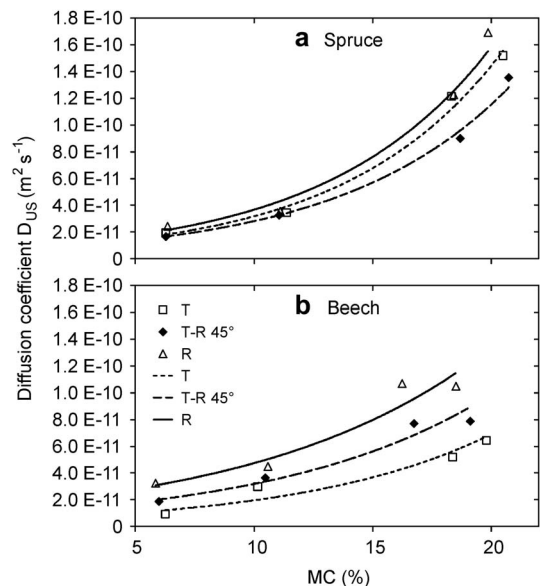 Diffusion coefficient D_US (m² s⁻¹)
1.8 E-10
1.6 E-10
1.4 E-10
1.2 E-10
1.0 E-10
8.0 E-11
6.0 E-11
4.0 E-11
2.0 E-11
0
a Spruce
1.8 E-10
1.6 E-10
1.4 E-10
1.2 E-10
1.0 E-10
8.0 E-11
6.0 E-11
4.0 E-11
2.0 E-11
0
b Beech
T
T-R 45°
R
T
T-R 45°
R
5 10 15 20
MC (%)